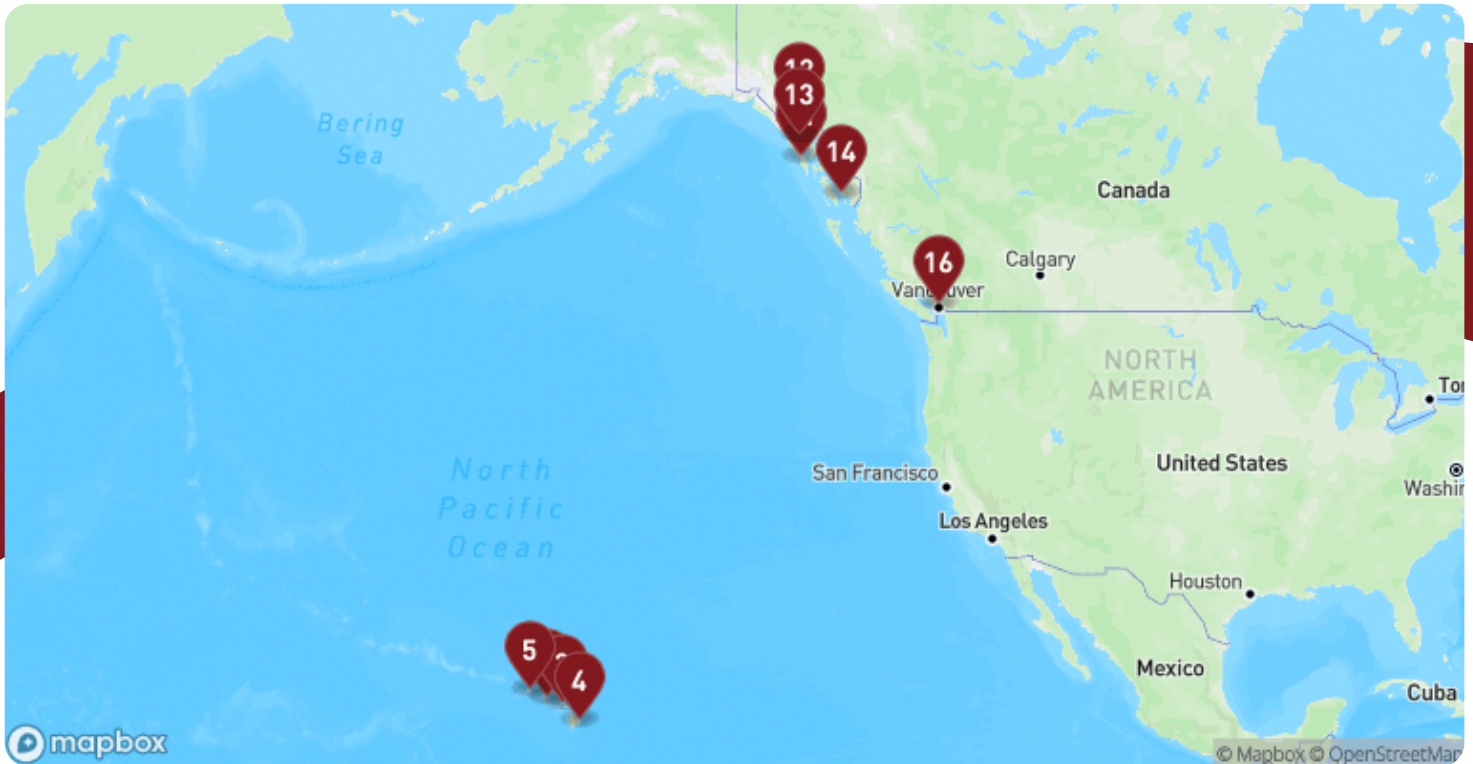 12
13
Bering
Sea
14
Canada
16
Calgary
Vancouver
NORTH
AMERICA
San Francisco
United States
North
Pacific
Ocean
Los Angeles
Houston
5
4
Mexico
Cuba
mapbox
© Mapbox © OpenStreetMap